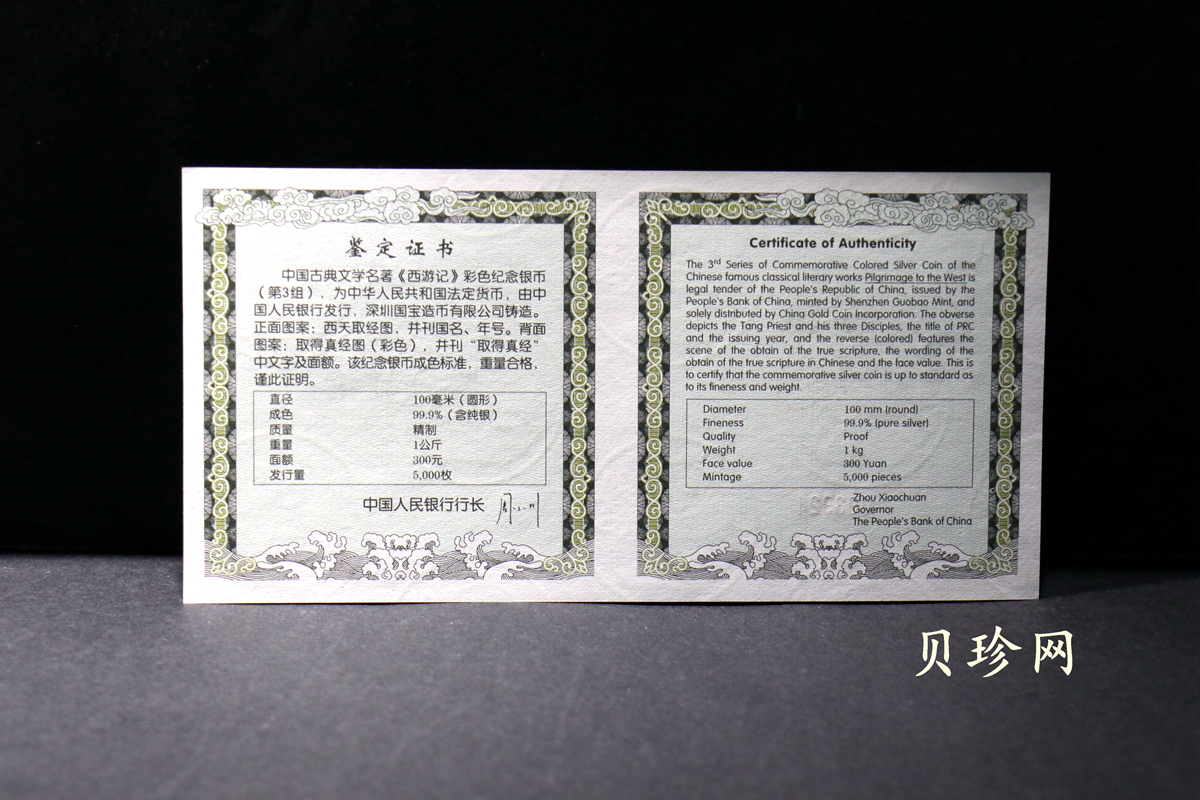 鉴定证书
中国古典文学名著《西游记》彩色纪念银币
（第3组），为中华人民共和国法定货币，由中
国人民银行发行，深圳国宝造币有限公司铸造。
正面图案：西天取经图，并刊国名、年号。背面
图案：取得真经图（彩色），并刊“取得真经”
中文字及面额。该纪念银币成色标准，重量合格，
谨此证明。
直径 100毫米（圆形）
成色 99.9%（含纯银）
质量 精制
重量 1公斤
面额 300元
发行量 5,000枚
中国人民银行行长
Certificate of Authenticity
The 3rd Series of Commemorative Colored Silver Coin of the
Chinese famous classical literary works Pilgrimage to the West is
legal tender of the People's Republic of China, issued by the
People's Bank of China, minted by Shenzhen Guobao Mint, and
solely distributed by China Gold Coin Incorporation. The obverse
depicts the Tang Priest and his three Disciples, the title of PRC
and the issuing year, and the reverse (colored) features the
scene of the obtain of the true scripture, the wording of the
obtain of the true scripture in Chinese and the face value. This is
to certify that the commemorative silver coin is up to standard as
to its fineness and weight.
Diameter 100 mm (round)
Fineness 99.9% (pure silver)
Quality Proof
Weight 1 kg
Face value 300 Yuan
Mintage 5,000 pieces
Zhou Xiaochuan
Governor
The People's Bank of China
贝珍网